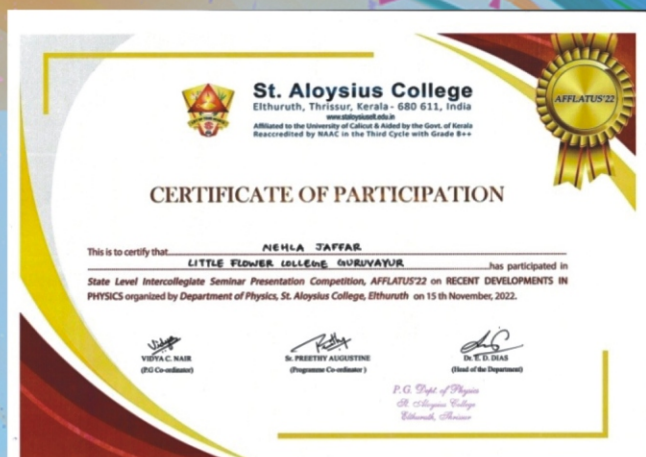 St. Aloysius College
Elthuruth, Thrissur, Kerala - 680 611, India
www.staloysiuselt.edu.in
Affiliated to the University of Calicut & Aided by the Govt. of Kerala
Reaccredited by NAAC in the Third Cycle with Grade B++
AFFLATUS'22
CERTIFICATE OF PARTICIPATION
This is to certify that NEHLA JAFFAR
LITTLE FLOWER COLLEGE GURUVAYUR has participated in
State Level Intercollegiate Seminar Presentation Competition, AFFLATUS'22 on RECENT DEVELOPMENTS IN
PHYSICS organized by Department of Physics, St. Aloysius College, Elthuruth on 15 th November, 2022.
VIDYA C. NAIR
(P.G Co-ordinator)
Sr. PREETHY AUGUSTINE
(Programme Co-ordinator )
Dr. E. D. DIAS
(Head of the Department)
P. G. Dept. of Physics
St. Aloysius College
Elthuruth, Thrissur